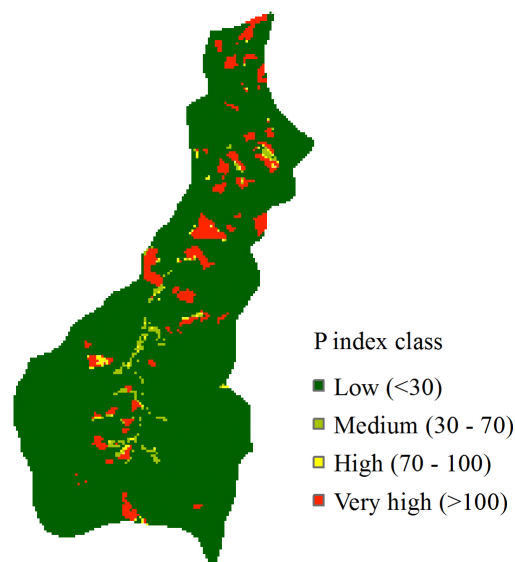 P index class
Low (<30)
Medium (30 - 70)
High (70 - 100)
Very high (>100)